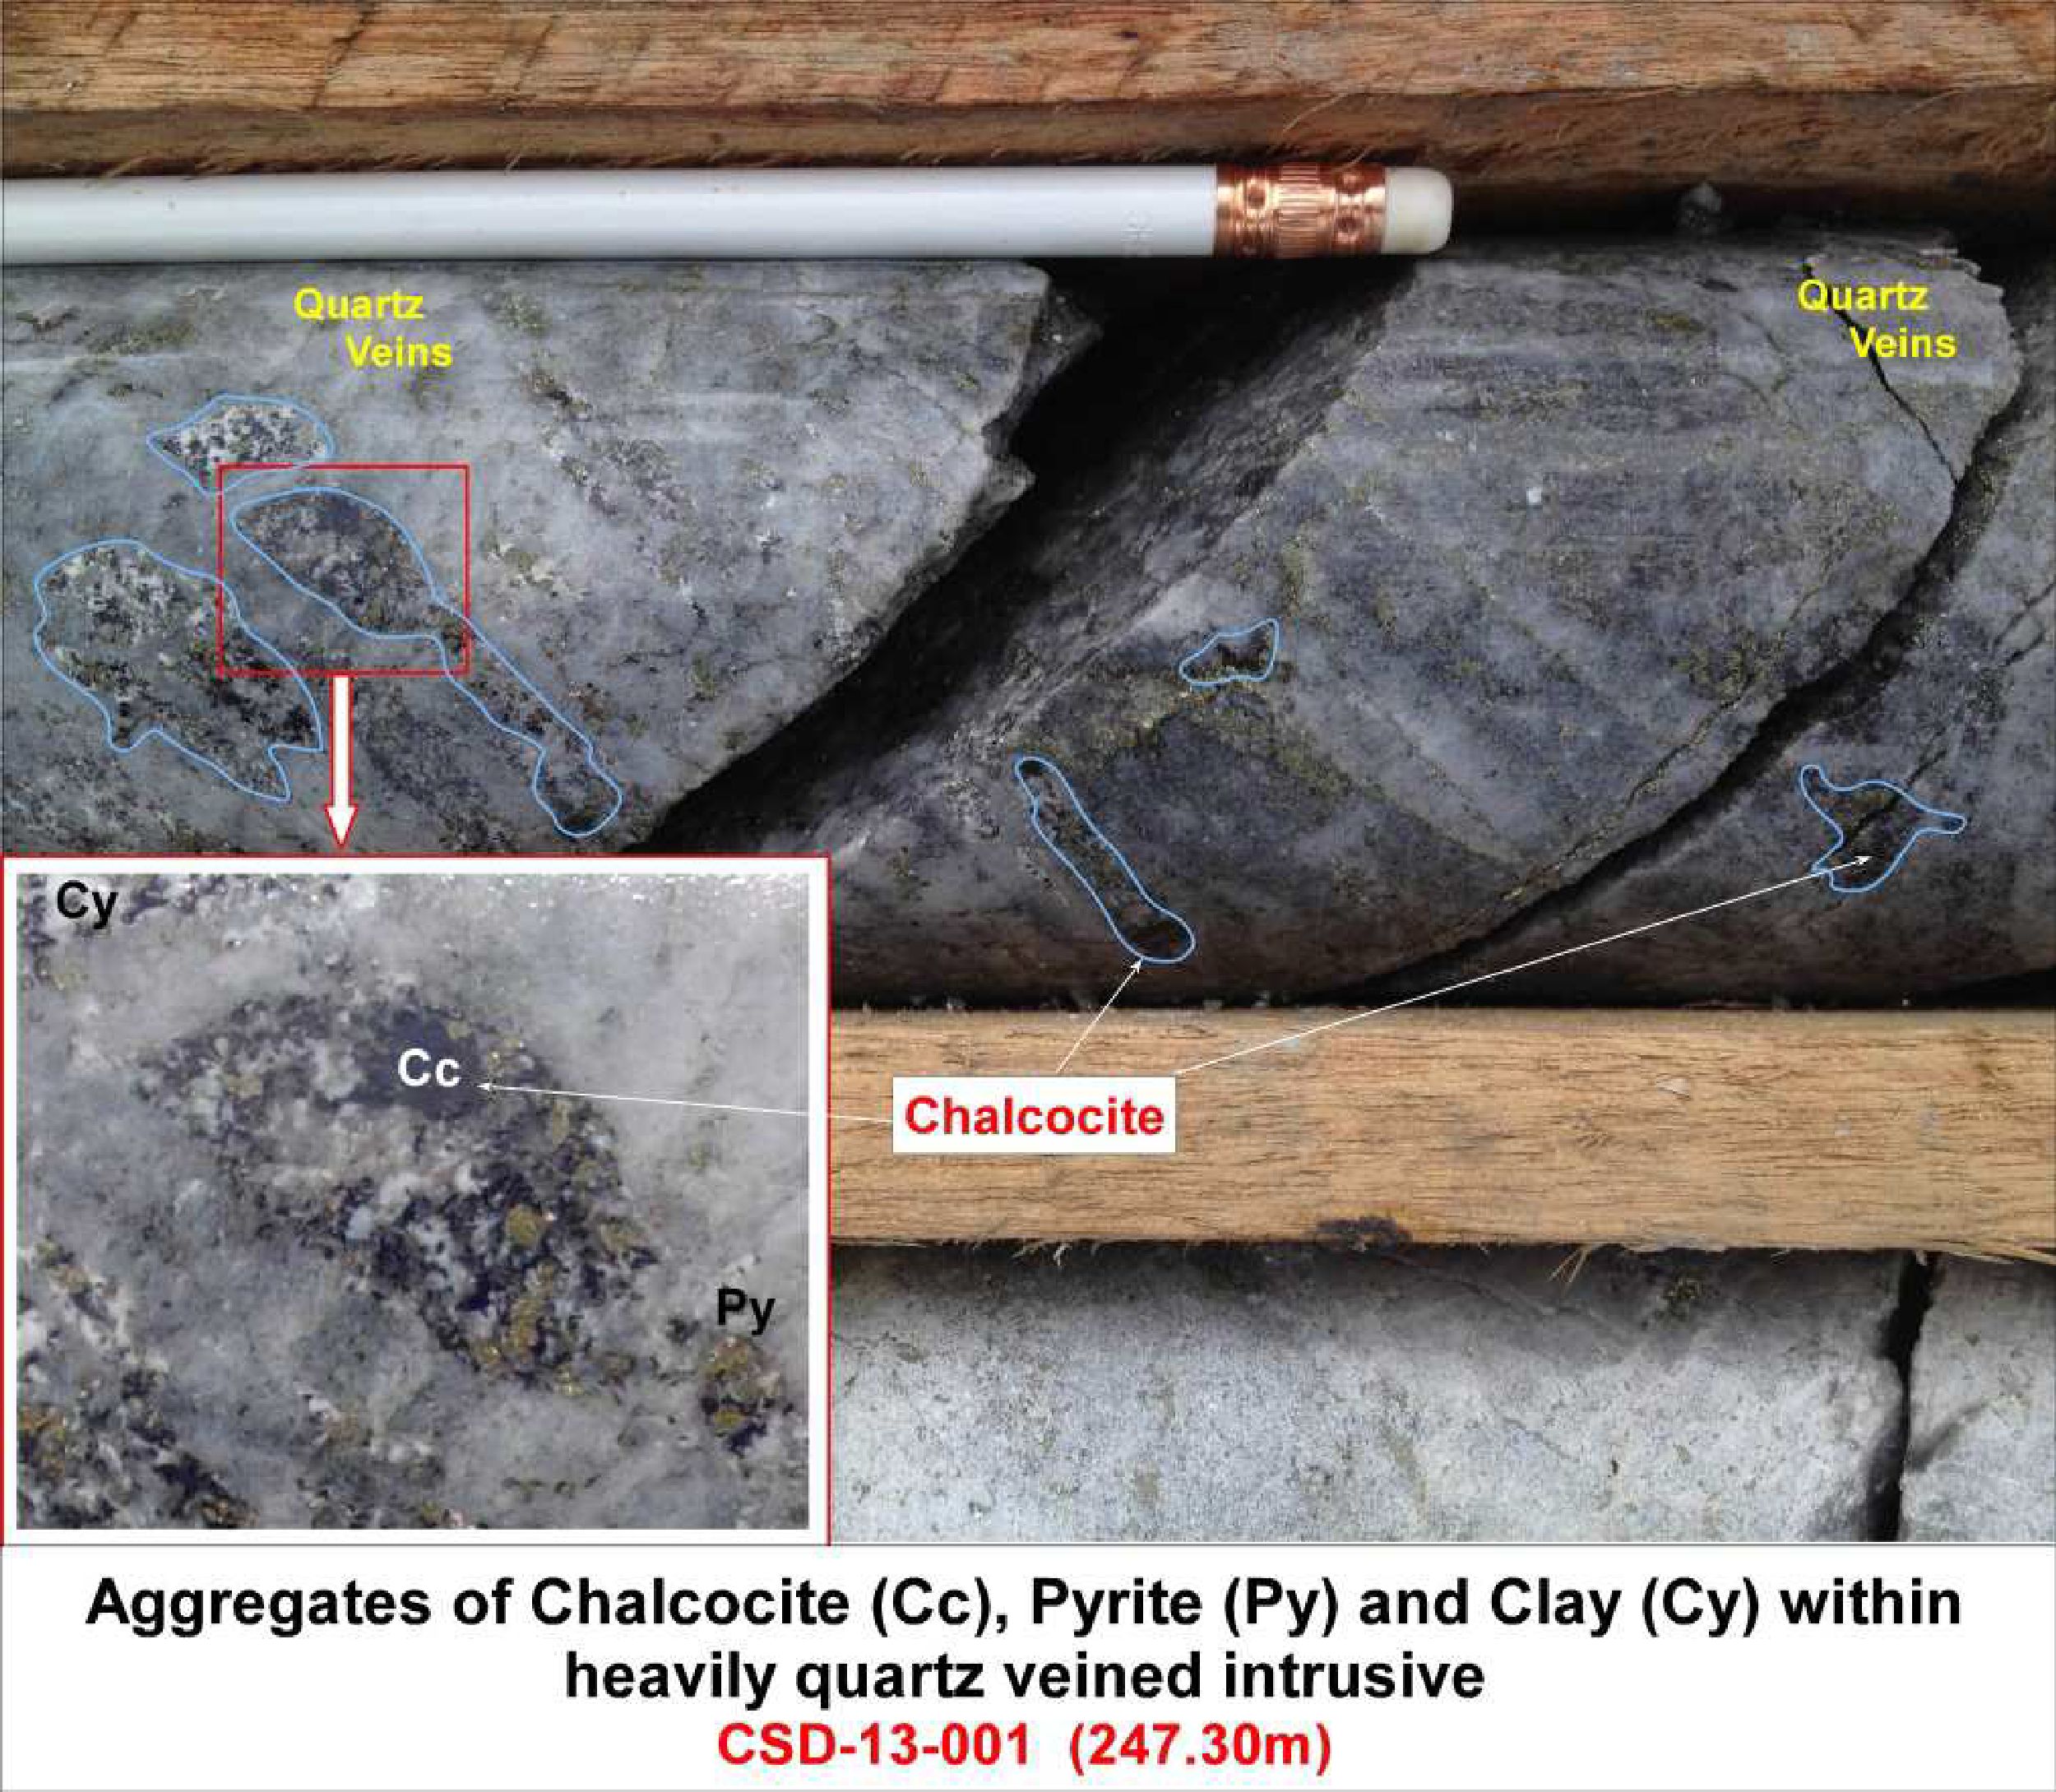 Quartz
Veins
Quartz
Veins
Cy
Cc
Py
Chalcocite
Aggregates of Chalcocite (Cc), Pyrite (Py) and Clay (Cy) within
heavily quartz veined intrusive
CSD-13-001 (247.30m)